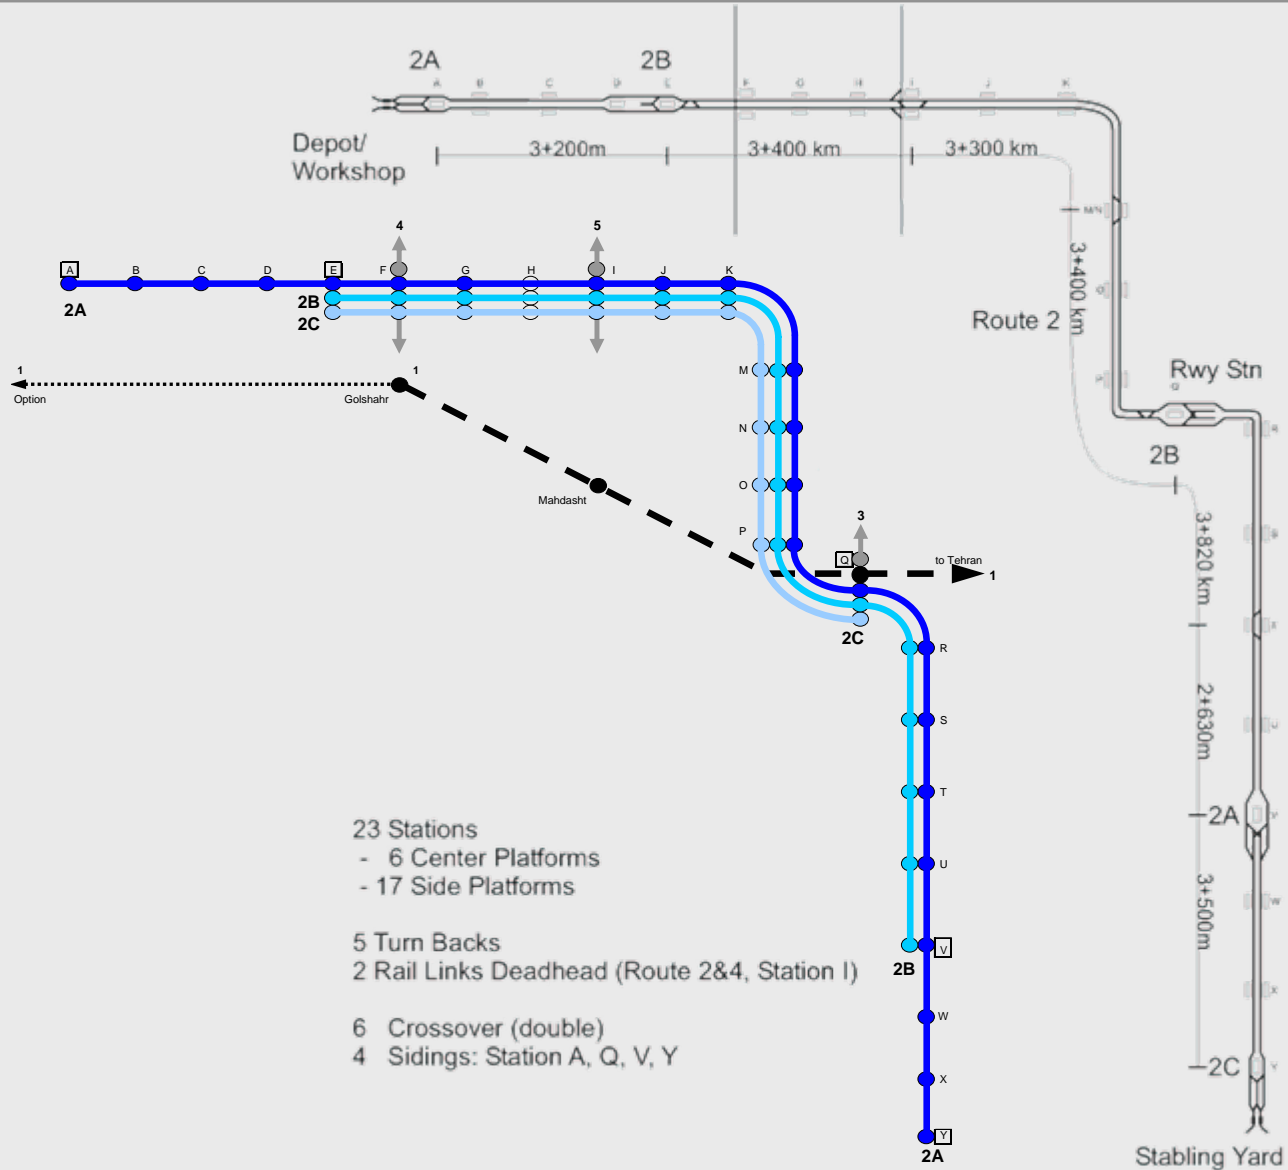 2A
2B
A
B
C
D
E
F
G
H
I
J
K
Depot/
Workshop
3+200m
3+400 km
3+300 km
M/N
3+400 km
O
P
Route 2
Rwy Stn
Q
2B
R
S
3+820 km
2+630m
U
2A
V
W
3+500m
X
2C
Y
Stabling Yard
4
5
A
B
C
D
E
F
G
H
I
J
K
2A
2B
2C
1
Option
1
Golshahr
Mahdasht
M
N
O
P
3
Q
to Tehran
1
2C
R
S
T
U
V
2B
W
X
Y
2A
23 Stations
- 6 Center Platforms
- 17 Side Platforms
5 Turn Backs
2 Rail Links Deadhead (Route 2&4, Station I)
6 Crossover (double)
4 Sidings: Station A, Q, V, Y